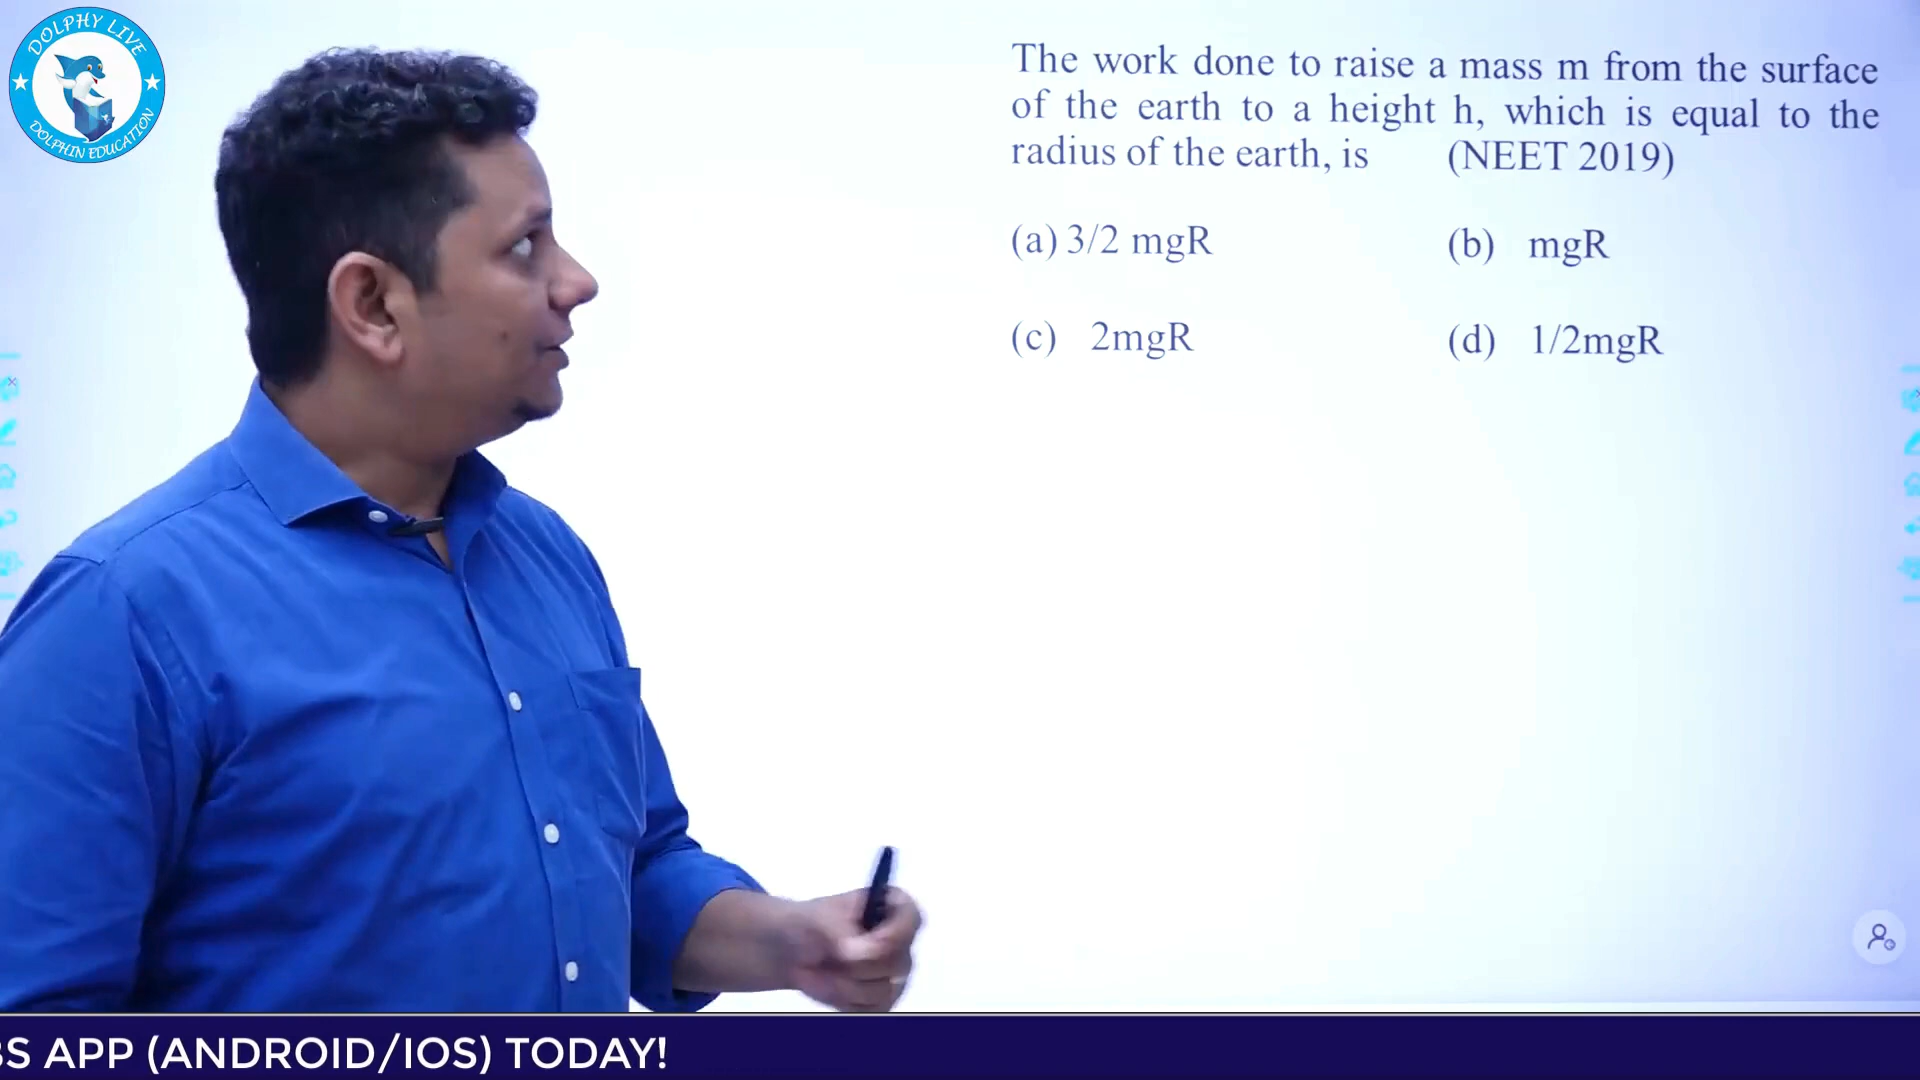 DOLPHY LIVE
DOLPHIN EDUCATION
The work done to raise a mass m from the surface
of the earth to a height h, which is equal to the
radius of the earth, is (NEET 2019)
(a) 3/2 mgR (b) mgR
(c) 2mgR (d) 1/2mgR
APP (ANDROID/IOS) TODAY!